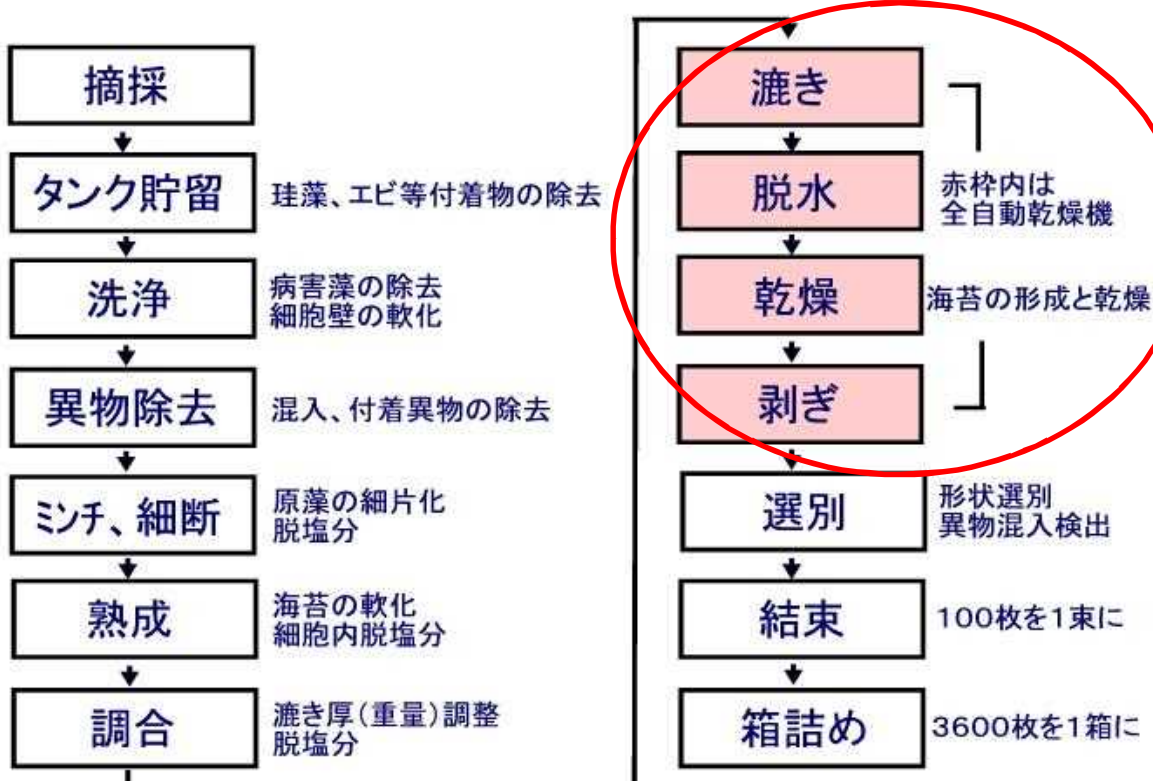 摘採
タンク貯留
珪藻、エビ等付着物の除去
洗浄
病害藻の除去
細胞壁の軟化
異物除去
混入、付着異物の除去
ミンチ、細断
原藻の細片化
脱塩分
熟成
海苔の軟化
細胞内脱塩分
調合
漉き厚(重量)調整
脱塩分
漉き
脱水
赤枠内は
全自動乾燥機
乾燥
海苔の形成と乾燥
剥ぎ
選別
形状選別
異物混入検出
結束
100枚を1束に
箱詰め
3600枚を1箱に